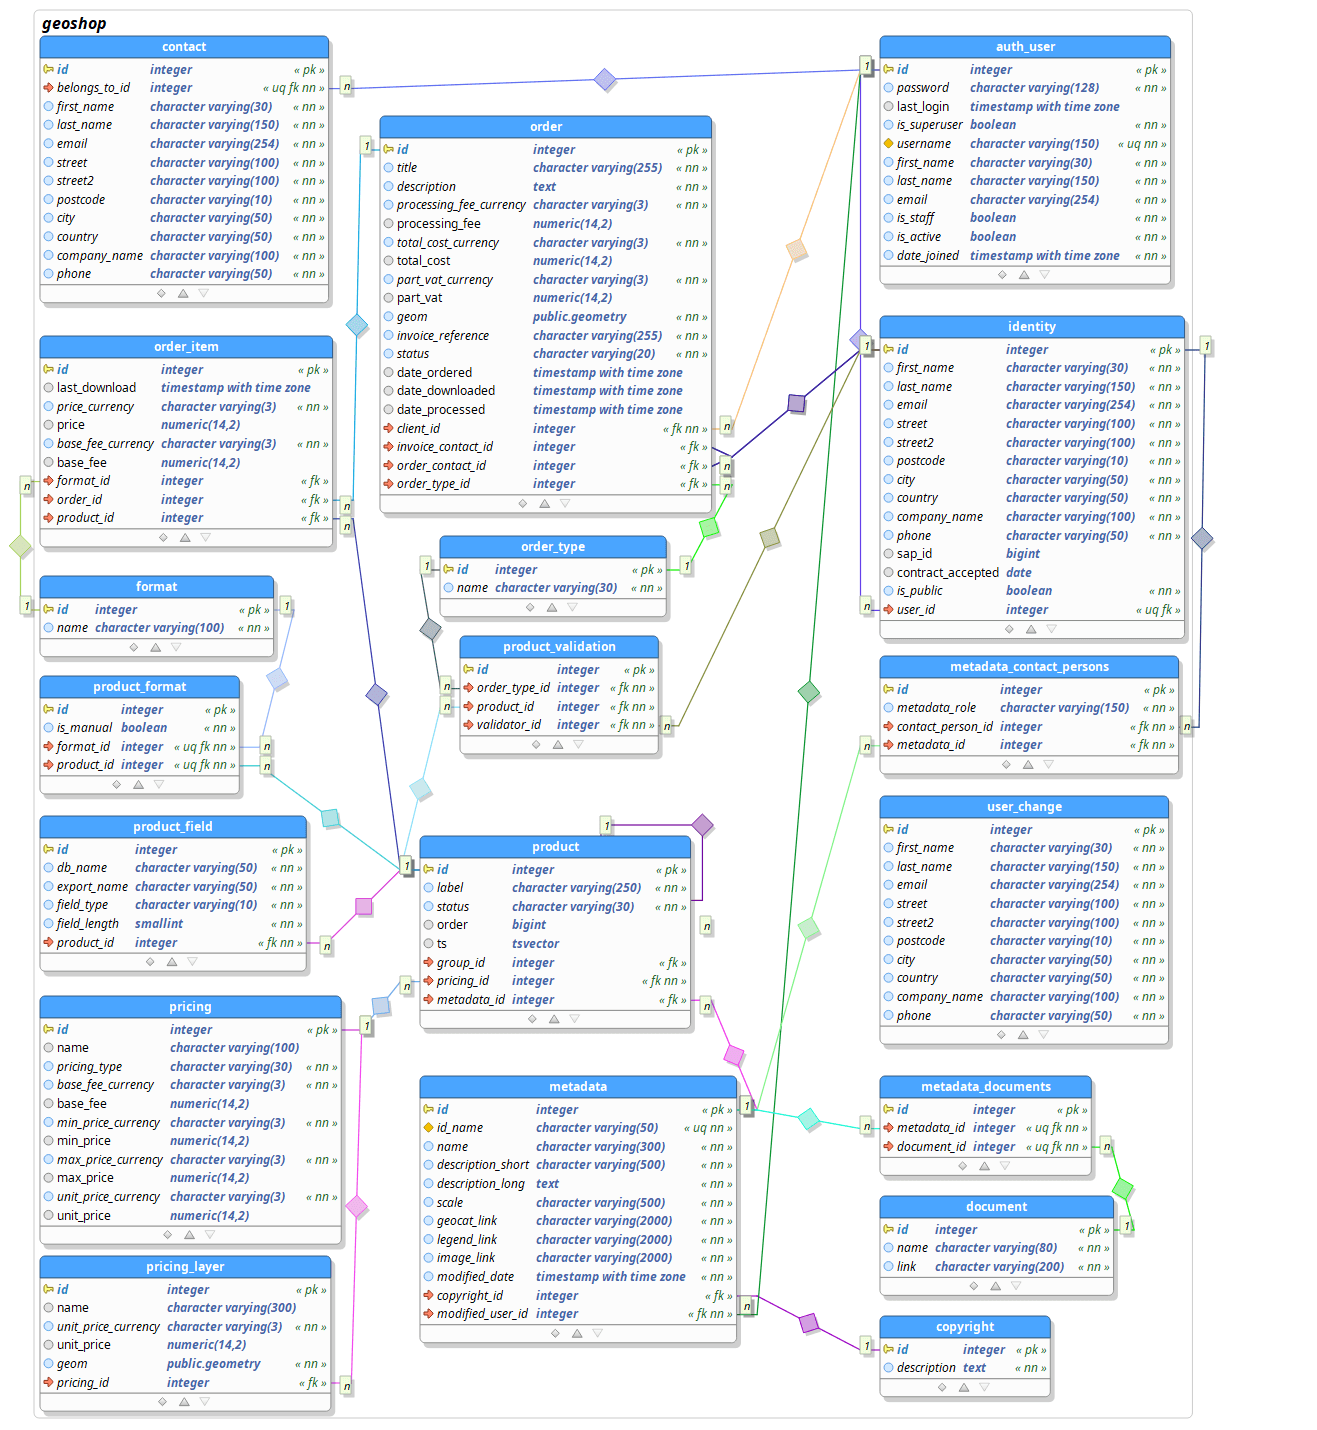 geoshop
contact
id integer « pk »
belongs_to_id integer « uq fk nn »
first_name character varying(30) « nn »
last_name character varying(150) « nn »
email character varying(254) « nn »
street character varying(100) « nn »
street2 character varying(100) « nn »
postcode character varying(10) « nn »
city character varying(50) « nn »
country character varying(50) « nn »
company_name character varying(100) « nn »
phone character varying(50) « nn »
n
1
order_item
id integer « pk »
last_download timestamp with time zone
price_currency character varying(3) « nn »
price numeric(14,2)
base_fee_currency character varying(3) « nn »
base_fee numeric(14,2)
format_id integer « fk »
order_id integer « fk »
product_id integer « fk »
n
n
n
1
format
id integer « pk »
name character varying(100) « nn »
1
1
product_format
id integer « pk »
is_manual boolean « nn »
format_id integer « uq fk nn »
product_id integer « uq fk nn »
n
n
product_field
id integer « pk »
db_name character varying(50) « nn »
export_name character varying(50) « nn »
field_type character varying(10) « nn »
field_length smallint « nn »
product_id integer « fk nn »
n
pricing
id integer « pk »
name character varying(100)
pricing_type character varying(30) « nn »
base_fee_currency character varying(3) « nn »
base_fee numeric(14,2)
min_price_currency character varying(3) « nn »
min_price numeric(14,2)
max_price_currency character varying(3) « nn »
max_price numeric(14,2)
unit_price_currency character varying(3) « nn »
unit_price numeric(14,2)
1
pricing_layer
id integer « pk »
name character varying(300)
unit_price_currency character varying(3) « nn »
unit_price numeric(14,2)
geom public.geometry « nn »
pricing_id integer « fk »
n
order
id integer « pk »
title character varying(255) « nn »
description text « nn »
processing_fee_currency character varying(3) « nn »
processing_fee numeric(14,2)
total_cost_currency character varying(3) « nn »
total_cost numeric(14,2)
part_vat_currency character varying(3) « nn »
part_vat numeric(14,2)
geom public.geometry « nn »
invoice_reference character varying(255) « nn »
status character varying(20) « nn »
date_ordered timestamp with time zone
date_downloaded timestamp with time zone
date_processed timestamp with time zone
client_id integer « fk nn »
invoice_contact_id integer « fk »
order_contact_id integer « fk »
order_type_id integer « fk »
n
n
n
order_type
id integer « pk »
name character varying(30) « nn »
1
1
product_validation
id integer « pk »
order_type_id integer « fk nn »
product_id integer « fk nn »
validator_id integer « fk nn »
n
n
n
product
id integer « pk »
label character varying(250) « nn »
status character varying(30) « nn »
order bigint
ts tsvector
group_id integer « fk »
pricing_id integer « fk nn »
metadata_id integer « fk »
1
1
n
n
n
metadata
id integer « pk »
id_name character varying(50) « uq nn »
name character varying(300) « nn »
description_short character varying(500) « nn »
description_long text « nn »
scale character varying(500) « nn »
geocat_link character varying(2000) « nn »
legend_link character varying(2000) « nn »
image_link character varying(2000) « nn »
modified_date timestamp with time zone « nn »
copyright_id integer « fk »
modified_user_id integer « fk nn »
1
n
auth_user
id integer « pk »
password character varying(128) « nn »
last_login timestamp with time zone
is_superuser boolean « nn »
username character varying(150) « uq nn »
first_name character varying(30) « nn »
last_name character varying(150) « nn »
email character varying(254) « nn »
is_staff boolean « nn »
is_active boolean « nn »
date_joined timestamp with time zone « nn »
1
identity
id integer « pk »
first_name character varying(30) « nn »
last_name character varying(150) « nn »
email character varying(254) « nn »
street character varying(100) « nn »
street2 character varying(100) « nn »
postcode character varying(10) « nn »
city character varying(50) « nn »
country character varying(50) « nn »
company_name character varying(100) « nn »
phone character varying(50) « nn »
sap_id bigint
contract_accepted date
is_public boolean « nn »
user_id integer « uq fk »
1
1
n
metadata_contact_persons
id integer « pk »
metadata_role character varying(150) « nn »
contact_person_id integer « fk nn »
metadata_id integer « fk nn »
n
n
user_change
id integer « pk »
first_name character varying(30) « nn »
last_name character varying(150) « nn »
email character varying(254) « nn »
street character varying(100) « nn »
street2 character varying(100) « nn »
postcode character varying(10) « nn »
city character varying(50) « nn »
country character varying(50) « nn »
company_name character varying(100) « nn »
phone character varying(50) « nn »
metadata_documents
id integer « pk »
metadata_id integer « uq fk nn »
document_id integer « uq fk nn »
n
n
document
id integer « pk »
name character varying(80) « nn »
link character varying(200) « nn »
1
copyright
id integer « pk »
description text « nn »
1